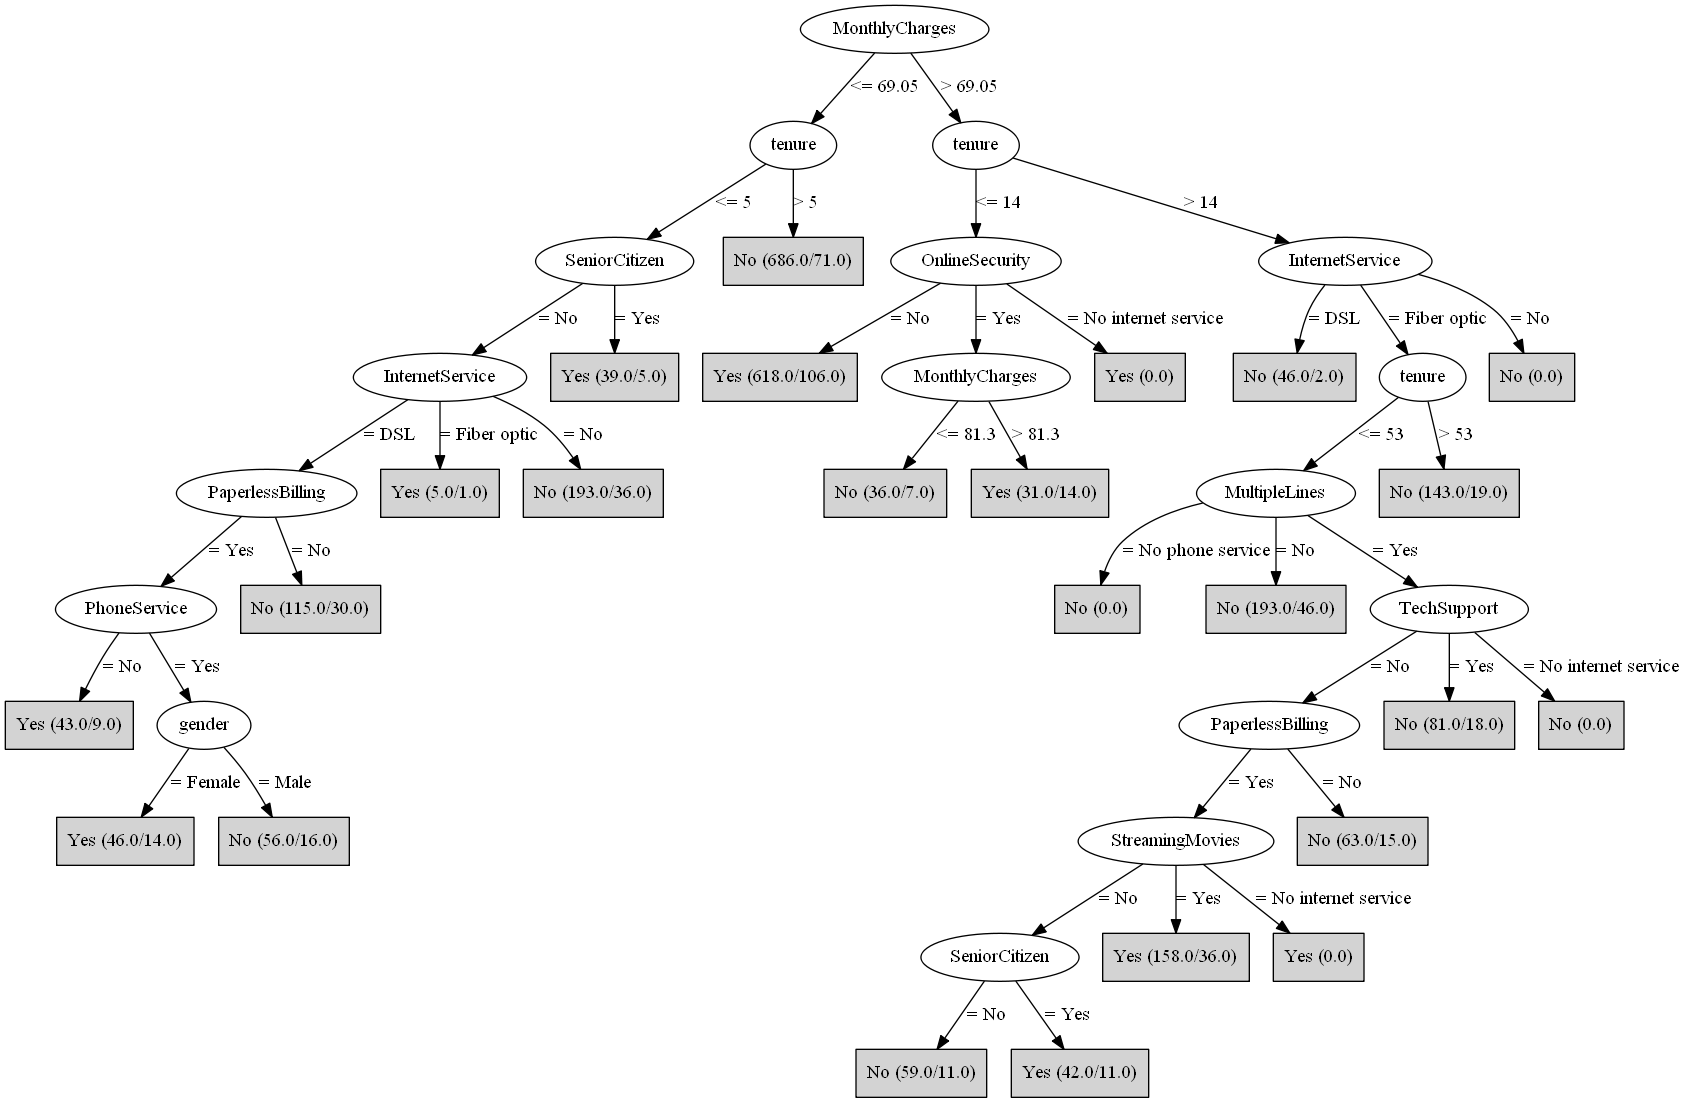 MonthlyCharges
<= 69.05
> 69.05
tenure
tenure
<= 5
> 5
<= 14
> 14
SeniorCitizen
No (686.0/71.0)
OnlineSecurity
InternetService
= No
= Yes
= No
= Yes
= No internet service
= DSL
= Fiber optic
= No
InternetService
Yes (39.0/5.0)
Yes (618.0/106.0)
MonthlyCharges
Yes (0.0)
No (46.0/2.0)
tenure
No (0.0)
= DSL
= Fiber optic
= No
<= 81.3
> 81.3
<= 53
> 53
PaperlessBilling
Yes (5.0/1.0)
No (193.0/36.0)
No (36.0/7.0)
Yes (31.0/14.0)
MultipleLines
No (143.0/19.0)
= Yes
= No
= No phone service
= No
= Yes
PhoneService
No (115.0/30.0)
No (0.0)
No (193.0/46.0)
TechSupport
= No
= Yes
= No
= Yes
= No internet service
Yes (43.0/9.0)
gender
PaperlessBilling
No (81.0/18.0)
No (0.0)
= Female
= Male
= Yes
= No
Yes (46.0/14.0)
No (56.0/16.0)
StreamingMovies
No (63.0/15.0)
= No
= Yes
= No internet service
SeniorCitizen
Yes (158.0/36.0)
Yes (0.0)
= No
= Yes
No (59.0/11.0)
Yes (42.0/11.0)